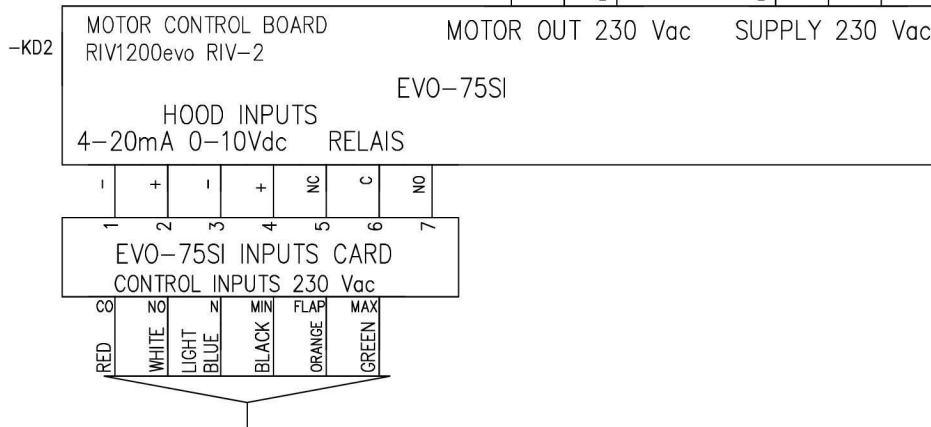 MOTOR CONTROL BOARD
MOTOR OUT 230 Vac
SUPPLY 230 Vac
-KD2
RIV1200evo RIV-2
EVO-75SI
HOOD INPUTS
4-20mA 0-10Vdc RELAIS
- + - + NC C NO
1 2 3 4 5 6 7
EVO-75SI INPUTS CARD
CONTROL INPUTS 230 Vac
CO NO N MIN FLAP MAX
RED WHITE LIGHT BLUE BLACK ORANGE GREEN